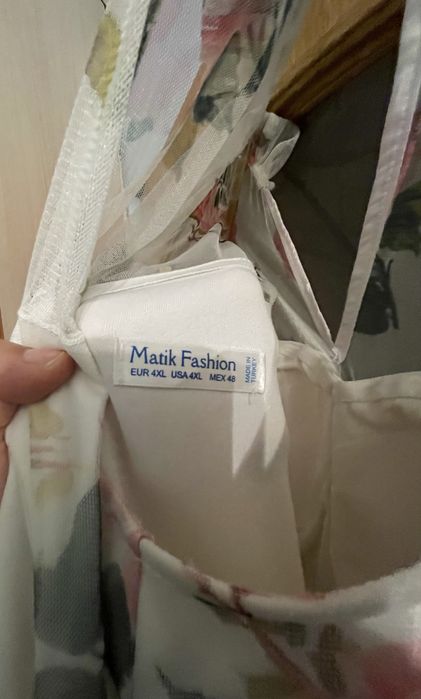 Matik Fashion
EUR 4XL USA 4XL MEX 48
MADE IN
TURKEY